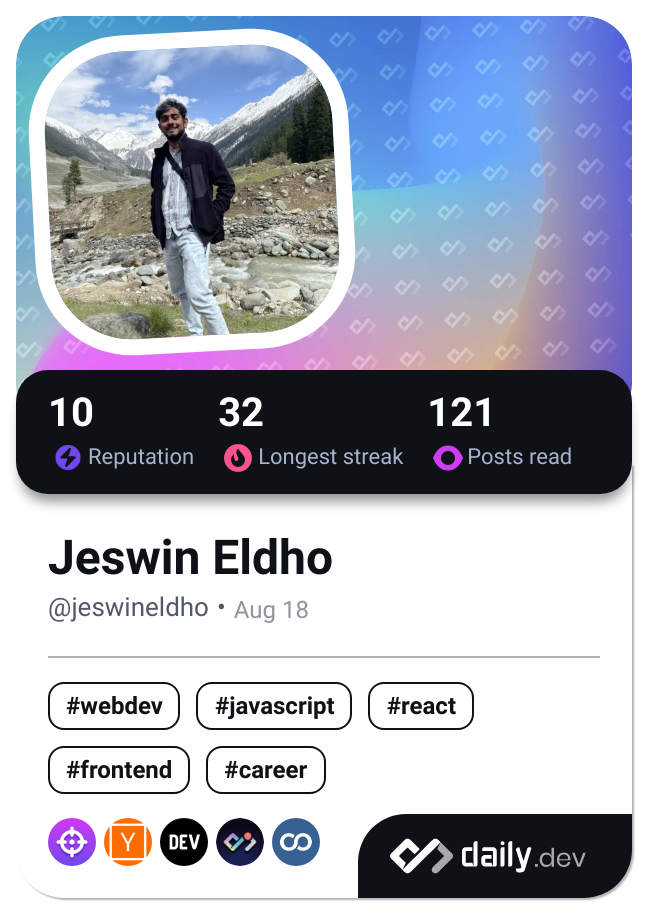 10 32 121
Reputation Longest streak Posts read
Jeswin Eldho
@jeswineldho • Aug 18
#webdev #javascript #react
#frontend #career
Y DEV
daily.dev